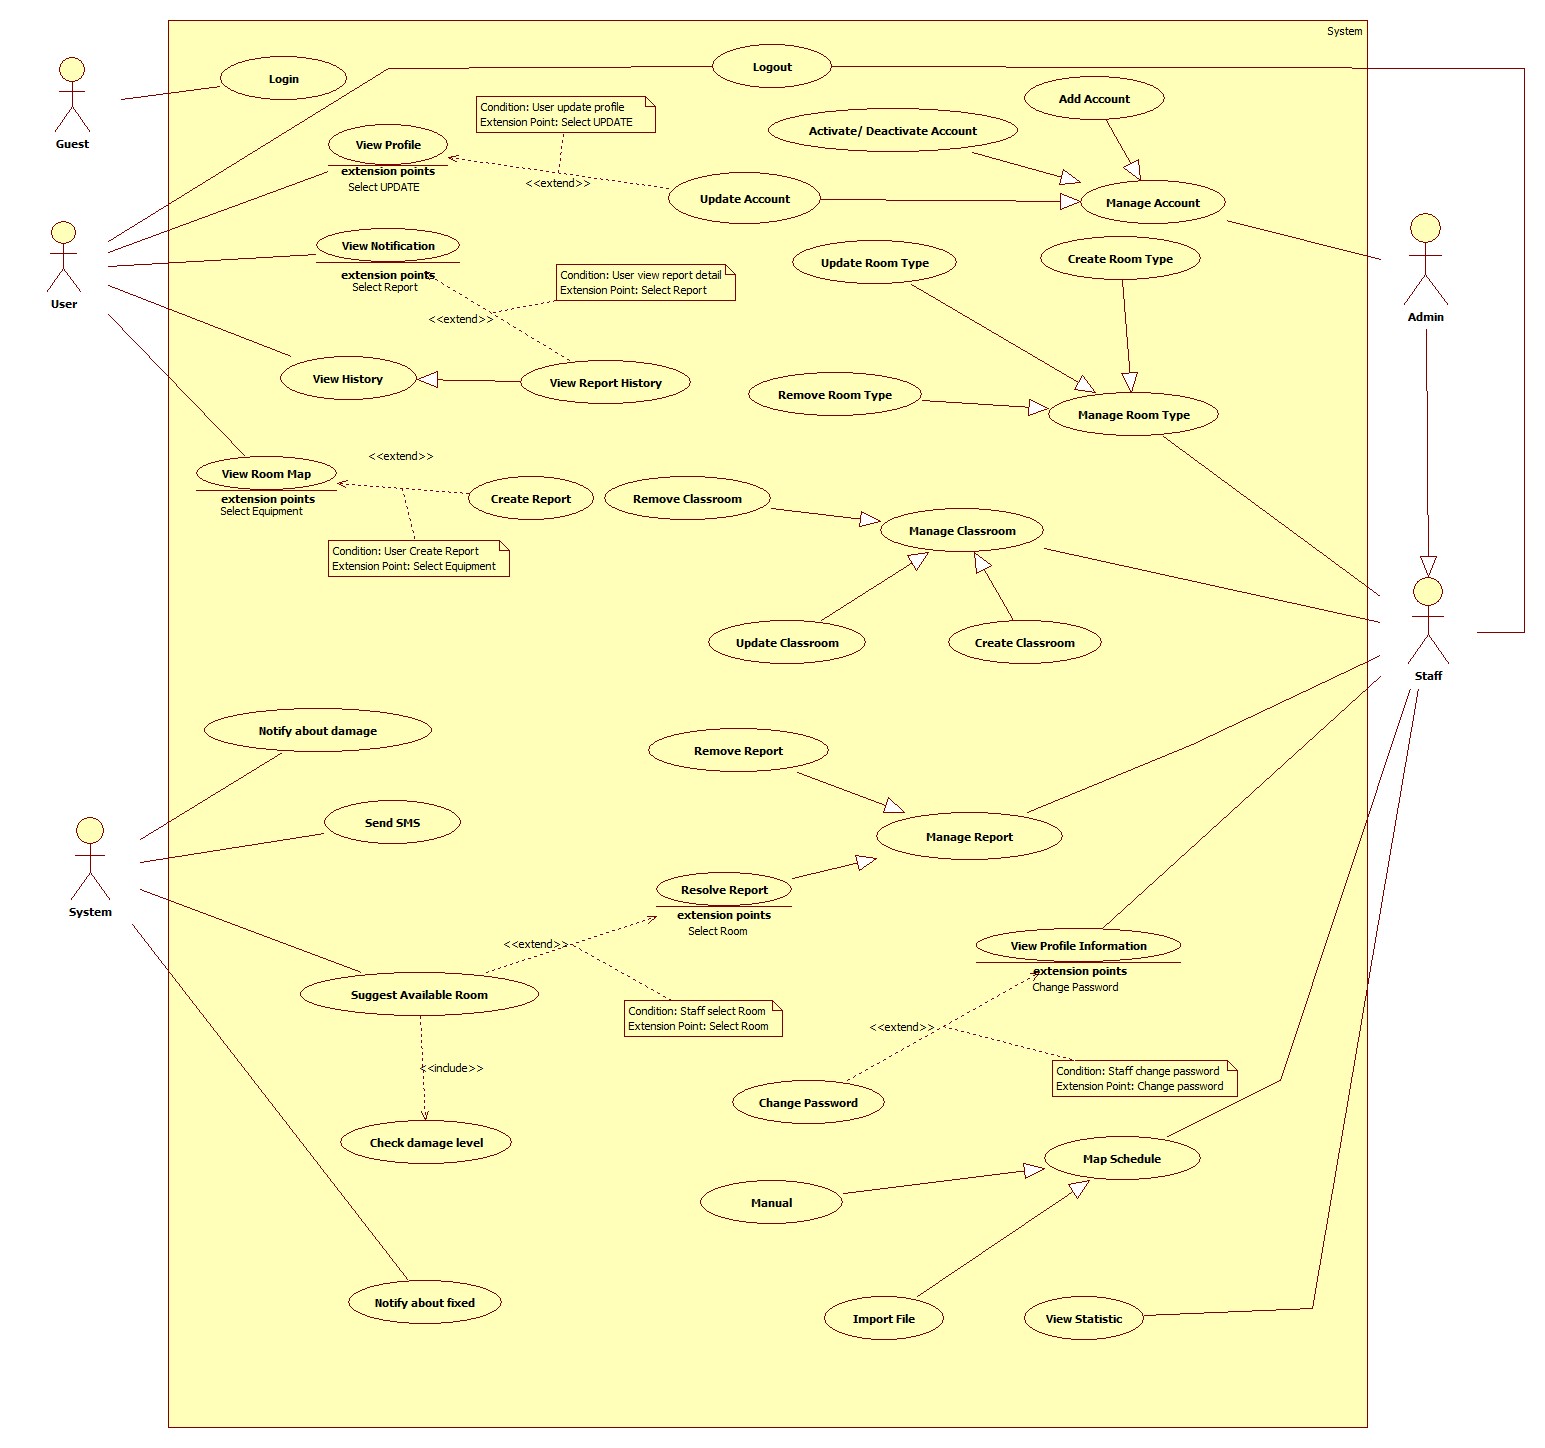 System
Login
Logout
Guest
Condition: User update profile
Extension Point: Select UPDATE
Add Account
Activate/ Deactivate Account
View Profile
extension points
Select UPDATE
<<extend>>
Update Account
Manage Account
User
View Notification
extension points
Select Report
Condition: User view report detail
Extension Point: Select Report
<<extend>>
Update Room Type
Create Room Type
Admin
View History
View Report History
Remove Room Type
Manage Room Type
View Room Map
extension points
Select Equipment
<<extend>>
Create Report
Remove Classroom
Manage Classroom
Condition: User Create Report
Extension Point: Select Equipment
Update Classroom
Create Classroom
Staff
Notify about damage
Remove Report
Send SMS
Manage Report
System
Resolve Report
extension points
Select Room
<<extend>>
View Profile Information
extension points
Change Password
Suggest Available Room
Condition: Staff select Room
Extension Point: Select Room
<<extend>>
<<include>>
Condition: Staff change password
Extension Point: Change password
Change Password
Check damage level
Map Schedule
Manual
Notify about fixed
Import File
View Statistic